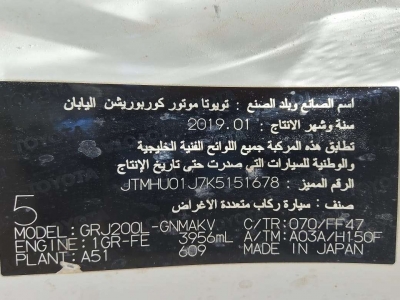 اسم الصانع وبلد الصنع : تويوتا موتور كوربوريشن اليابان
سنة وشهر الانتاج : 2019.01
تطابق هذه المركبة جميع اللوائح الفنية الخليجية
والوطنية للسيارات التى صدرت حتى تاريخ الإنتاج
الرقم المميز : JTMHU01J7K5151678
صنف : سيارة ركاب متعددة الاغراض
5
MODEL: GRJ200L-GNMAKV C/TR: 070/FF47
ENGINE: 1GR-FE 3956mL A/TM: A03A/H150F
PLANT: A51 609 MADE IN JAPAN